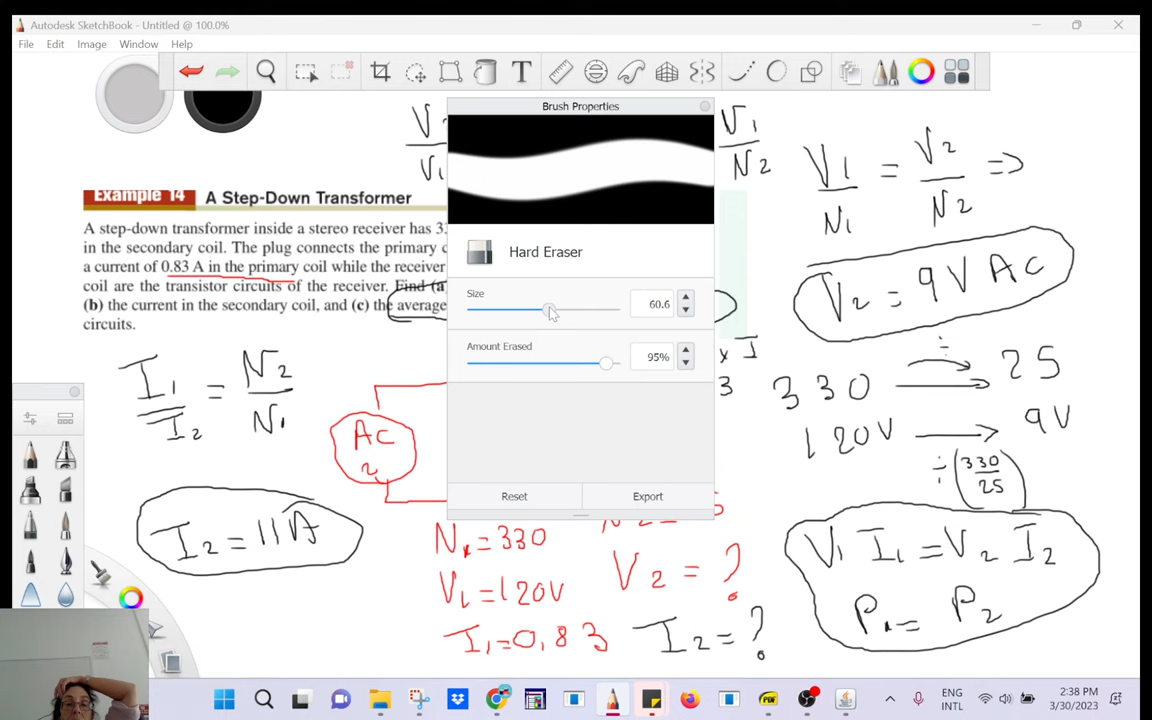 Autodesk SketchBook - Untitled @ 100.0%
File Edit Image Window Help
Brush Properties
Hard Eraser
Size
60.6
Amount Erased
95%
Reset Export
V1
V1
N2
V1 = V2 =>
N1 N2
V2 = 9V AC
Example 14 A Step-Down Transformer
A step-down transformer inside a stereo receiver has 33
in the secondary coil. The plug connects the primary c
a current of 0.83 A in the primary coil while the receiver
coil are the transistor circuits of the receiver. Find (a)
(b) the current in the secondary coil, and (c) the average
circuits.
I1 = N2
I2 N1
I2 = 11A
AC
x I
3
÷
330 25
120V 9V
÷(330
25)
N1=330
V1=120V
I1=0,83
V2 = ?
I2 = ?
V1 I1 = V2 I2
P1 = P2
ENG
INTL
2:38 PM
3/30/2023